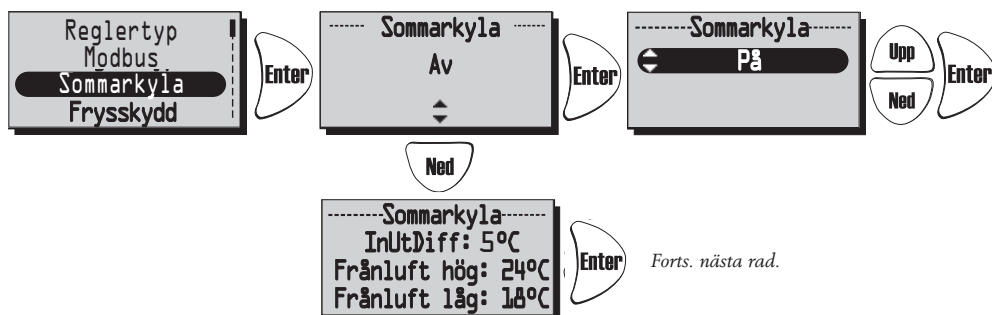 Reglertyp
Modbus
Sommarkyla
Frysskydd
Enter
Sommarkyla
Av
Enter
Sommarkyla
På
Upp
Ned
Enter
Ned
Sommarkyla
InUtDiff: 5°C
Frånluft hög: 24°C
Frånluft låg: 18°C
Enter
Forts. nästa rad.